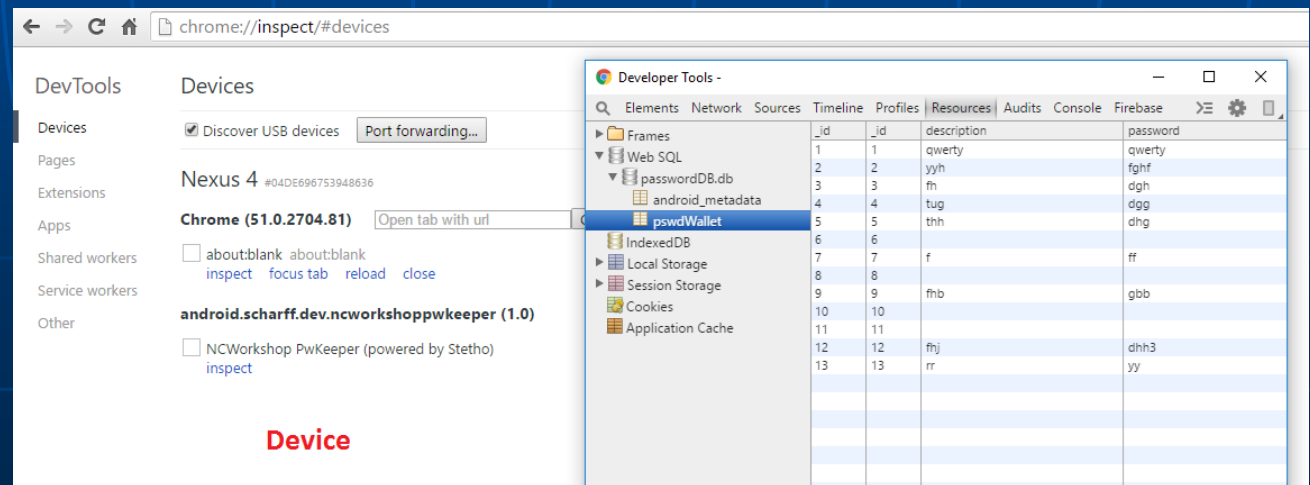 chrome://inspect/#devices
DevTools
Devices
Pages
Extensions
Apps
Shared workers
Service workers
Other
Devices
Discover USB devices Port forwarding...
Nexus 4 #04DE696753948636
Chrome (51.0.2704.81) Open tab with url
about:blank about:blank
inspect focus tab reload close
android.scharff.dev.ncworkshoppwkeeper (1.0)
NCWorkshop PwKeeper (powered by Stetho)
inspect
Device
Developer Tools -
Elements Network Sources Timeline Profiles Resources Audits Console Firebase
Frames
Web SQL
passwordDB.db
android_metadata
pswdWallet
IndexedDB
Local Storage
Session Storage
Cookies
Application Cache
_id _id description password
1 1 qwerty qwerty
2 2 yyh fghf
3 3 fh dgh
4 4 tug dgg
5 5 thh dhg
6 6
7 7 f ff
8 8
9 9 fhb gbb
10 10
11 11
12 12 fhj dhh3
13 13 rr yy